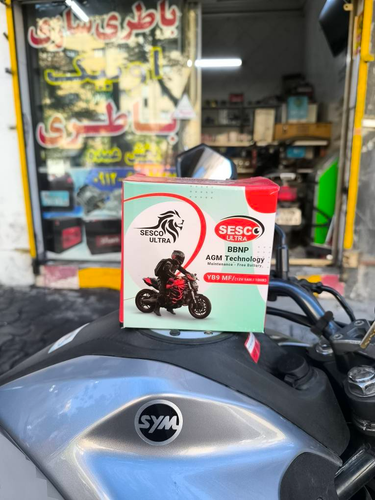 باطری سازی
باطری
SESCO
ULTRA
SESCO
ULTRA
BBNP
AGM Technology
Maintenance - Free Battery
YB9 MF
SYM